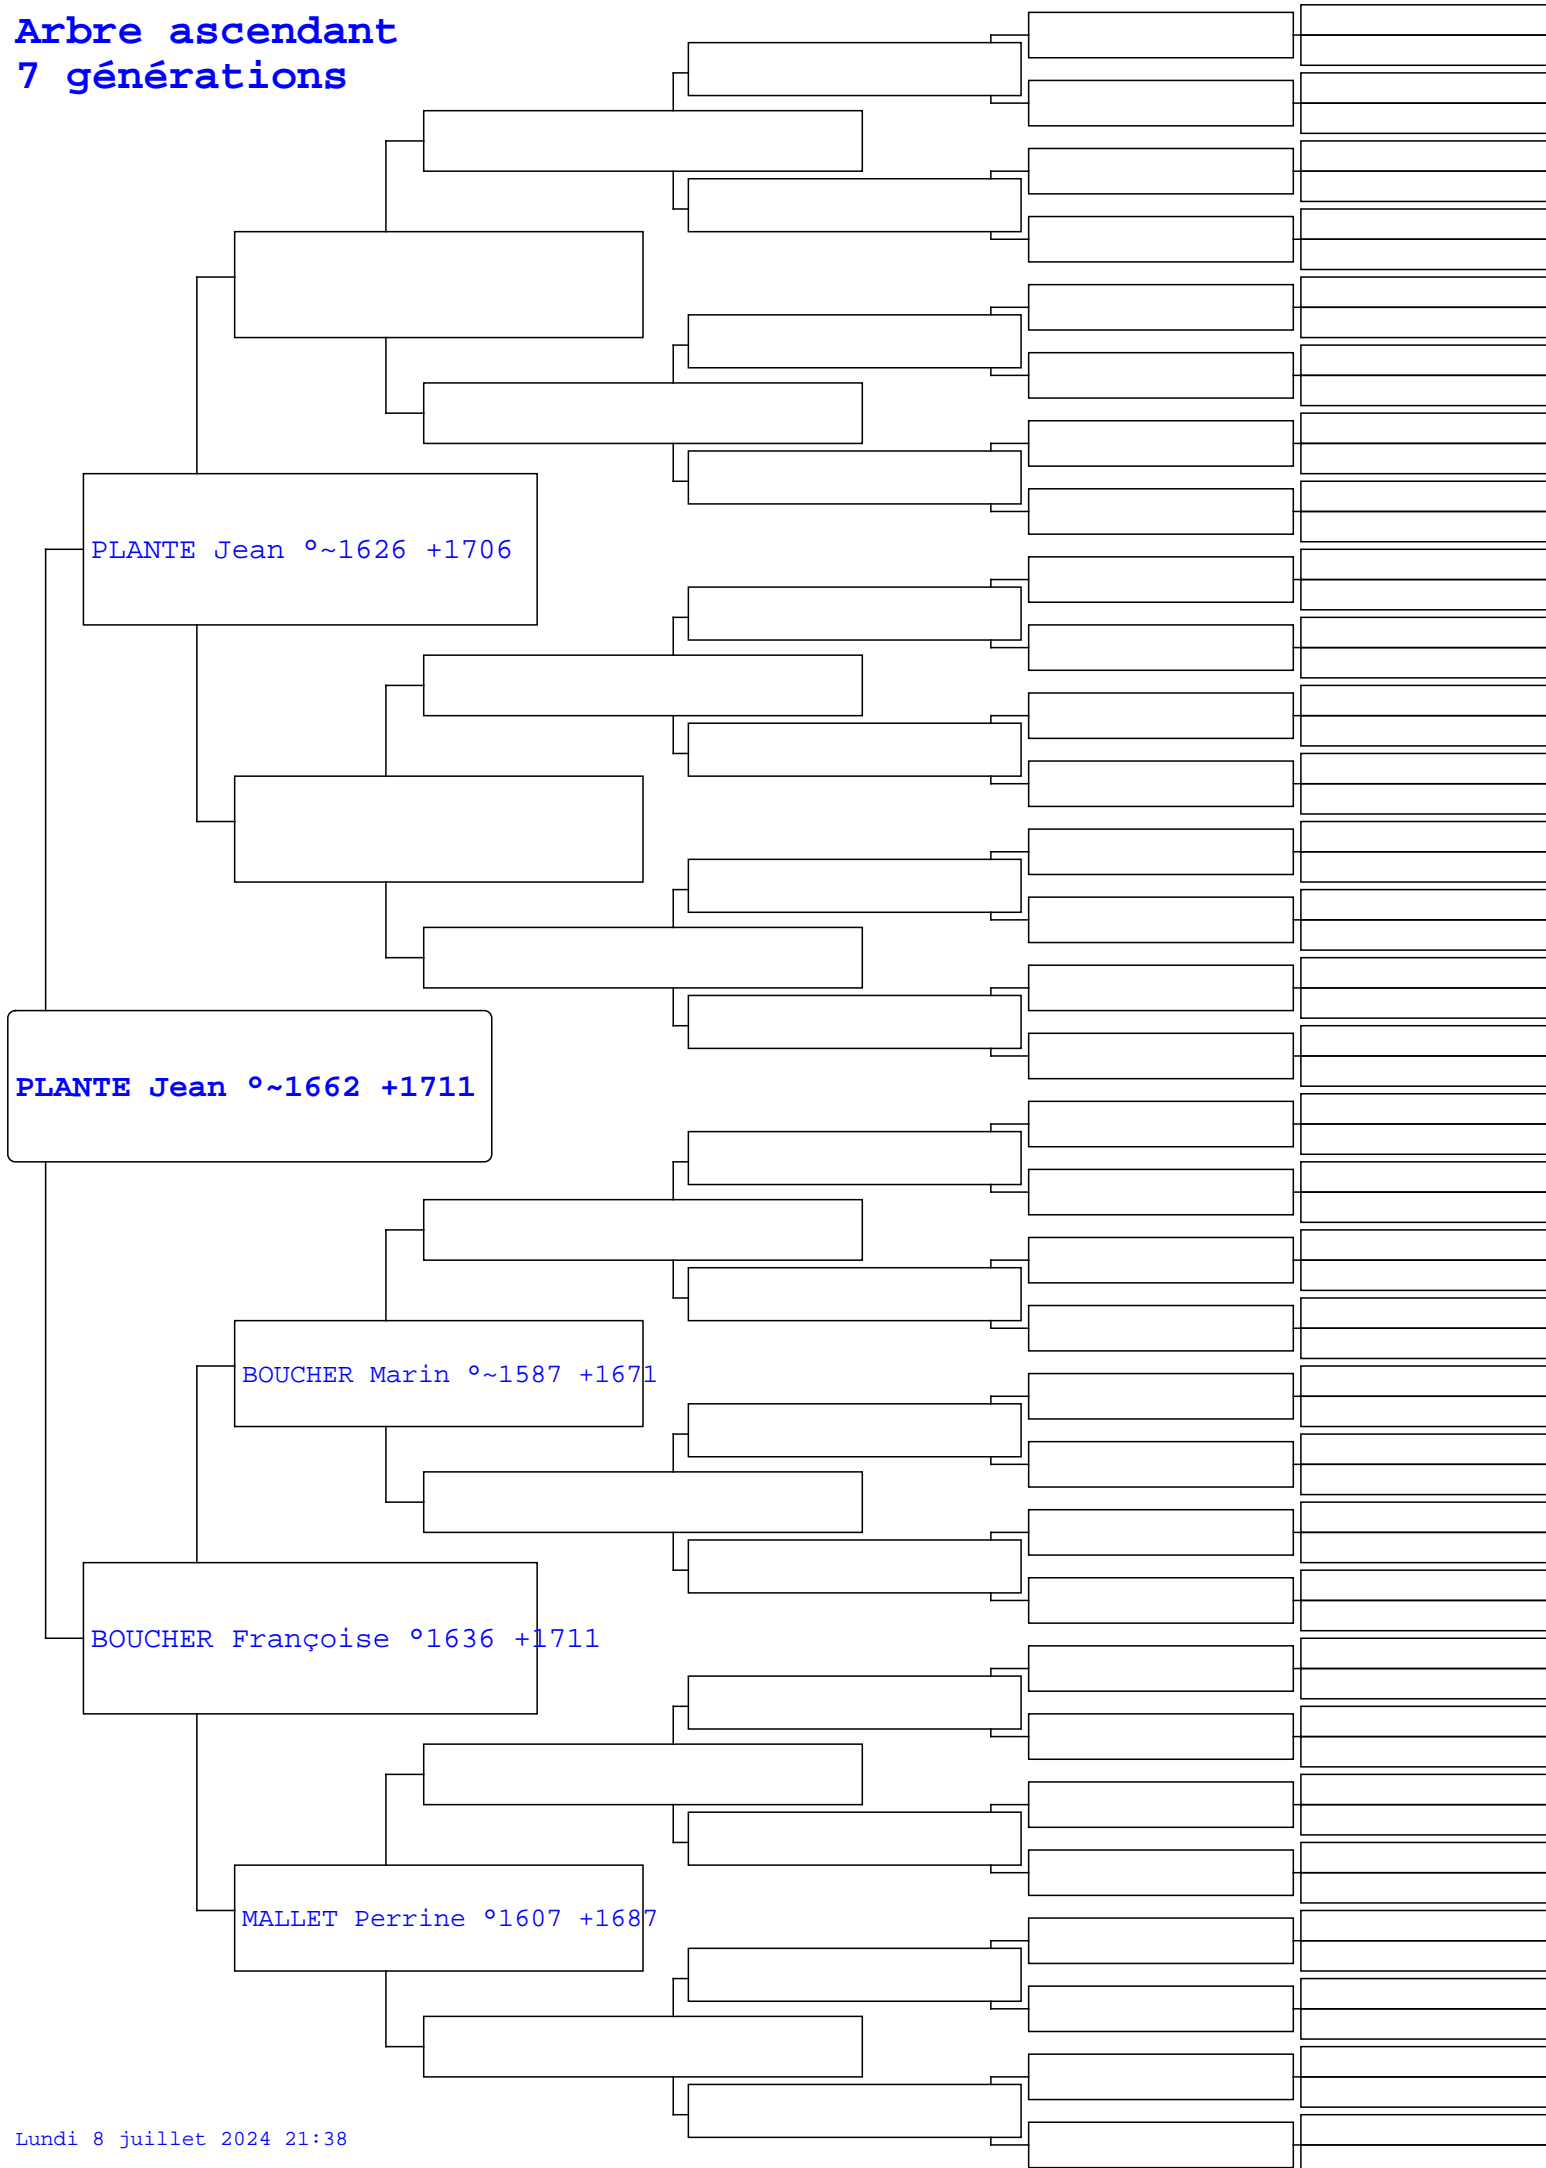 Arbre ascendant
7 générations
PLANTE Jean °~1626 +1706
PLANTE Jean °~1662 +1711
BOUCHER Marin °~1587 +1671
BOUCHER Françoise °1636 +1711
MALLET Perrine °1607 +1687
Lundi 8 juillet 2024 21:38